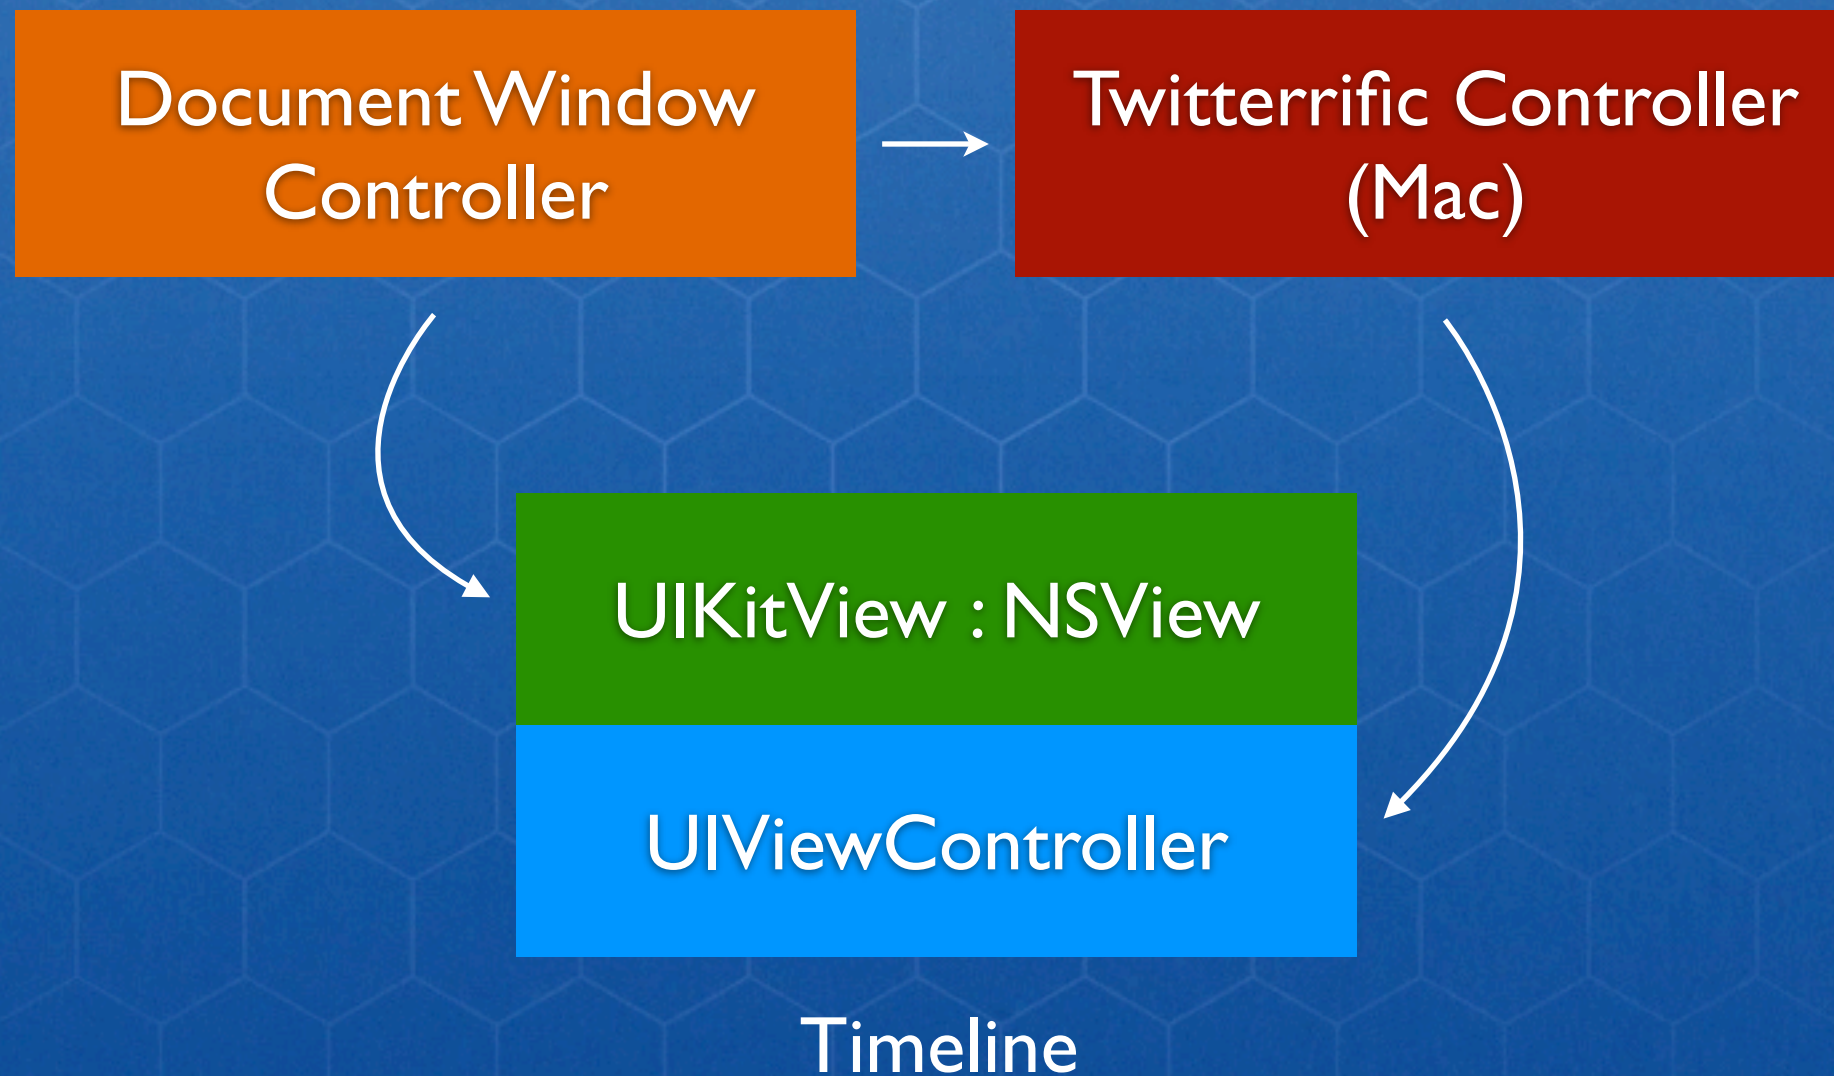 Document Window
Controller
Twitterrific Controller
(Mac)
UIKitView : NSView
UIViewController
Timeline